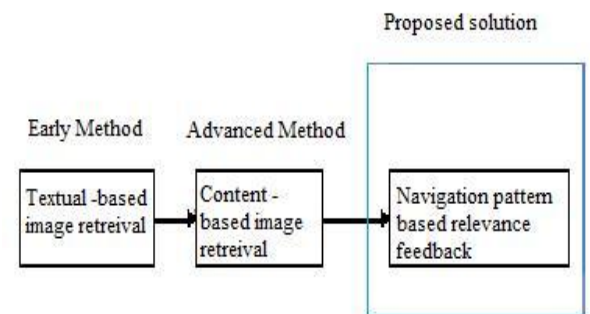 Proposed solution
Early Method
Advanced Method
Textual -based
image retreival
Content -
based image
retreival
Navigation pattern
based relevance
feedback